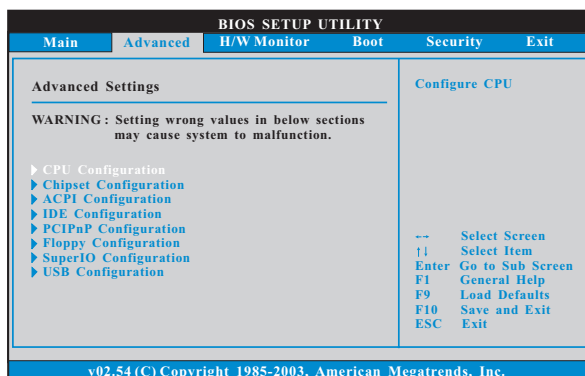 BIOS SETUP UTILITY
Main Advanced H/W Monitor Boot Security Exit
Advanced Settings
WARNING : Setting wrong values in below sections
may cause system to malfunction.
CPU Configuration
Chipset Configuration
ACPI Configuration
IDE Configuration
PCIPnP Configuration
Floppy Configuration
SuperIO Configuration
USB Configuration
Configure CPU
←→ Select Screen
↑↓ Select Item
Enter Go to Sub Screen
F1 General Help
F9 Load Defaults
F10 Save and Exit
ESC Exit
v02.54 (C) Copyright 1985-2003, American Megatrends, Inc.